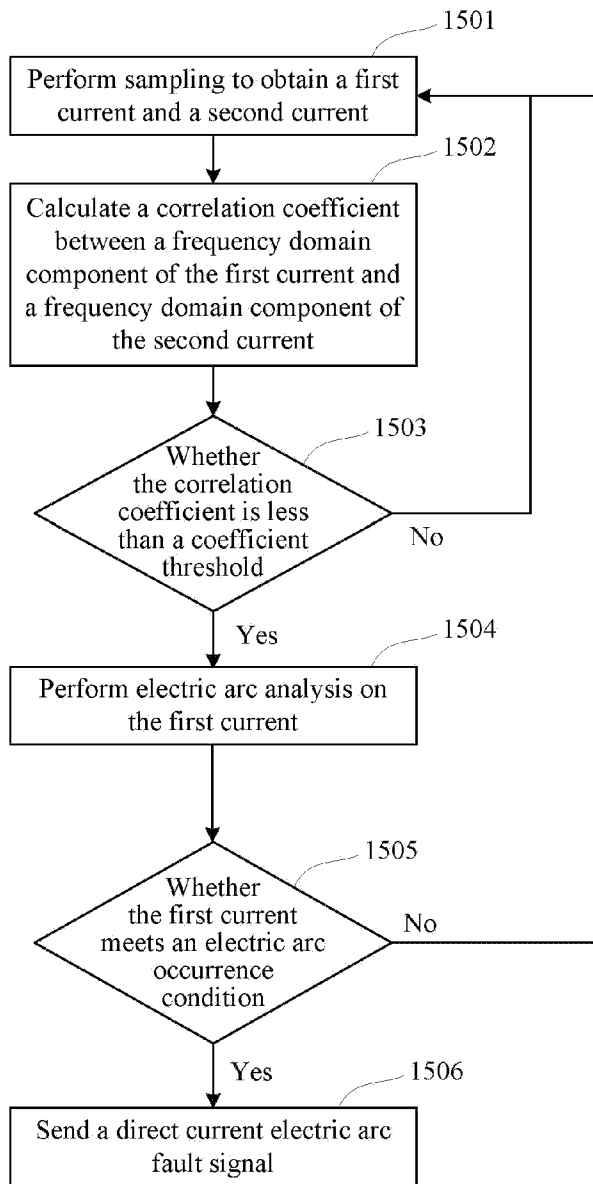 1501
Perform sampling to obtain a first
current and a second current
1502
Calculate a correlation coefficient
between a frequency domain
component of the first current and
a frequency domain component of
the second current
1503
Whether
the correlation
coefficient is less
than a coefficient
threshold
No
Yes
1504
Perform electric arc analysis on
the first current
1505
Whether
the first current
meets an electric arc
occurrence
condition
No
Yes
1506
Send a direct current electric arc
fault signal